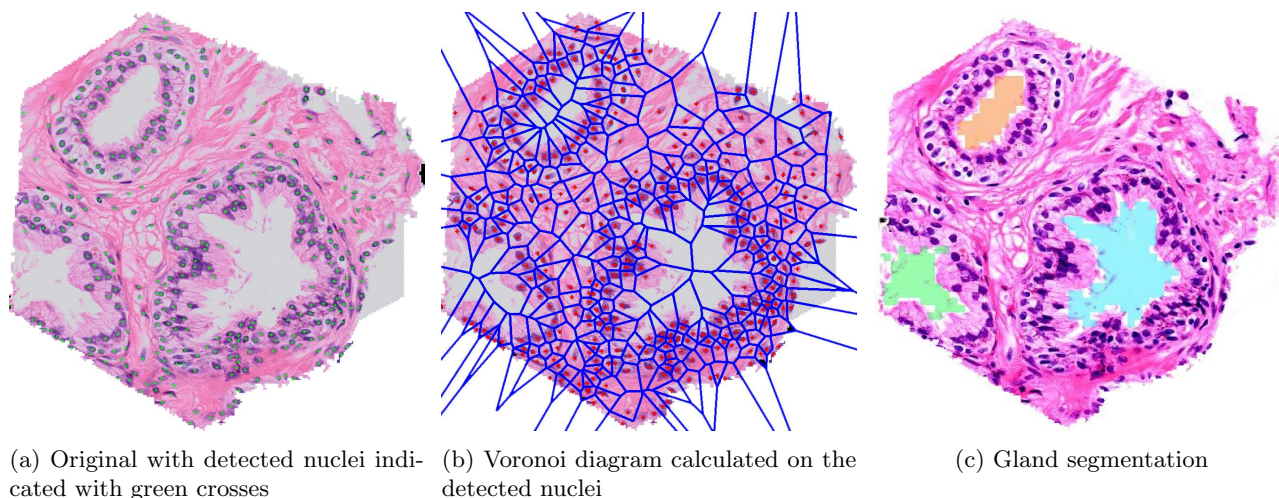 (a) Original with detected nuclei indi-
cated with green crosses
(b) Voronoi diagram calculated on the
detected nuclei
(c) Gland segmentation